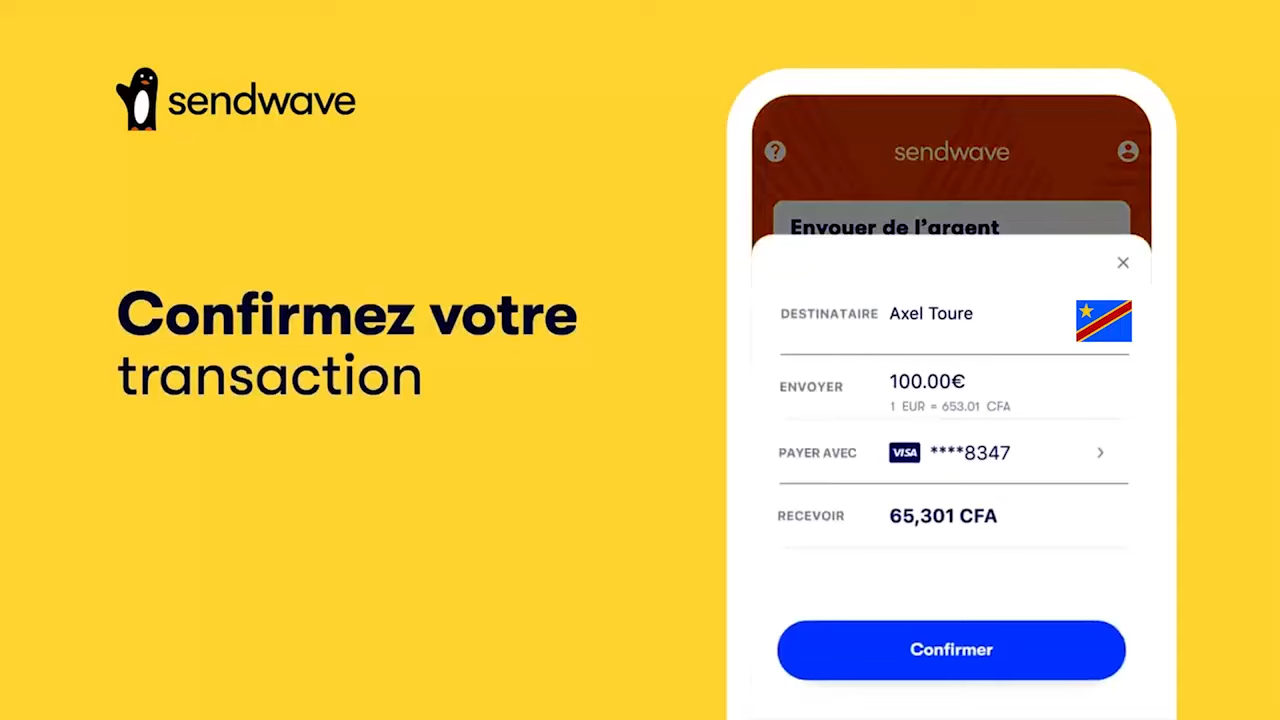 sendwave
Confirmez votre
transaction
?
sendwave
Envoyer de l'argent
DESTINATAIRE Axel Toure
ENVOYER 100.00€
1 EUR = 653.01 CFA
PAYER AVEC VISA ****8347
RECEVOIR 65,301 CFA
Confirmer